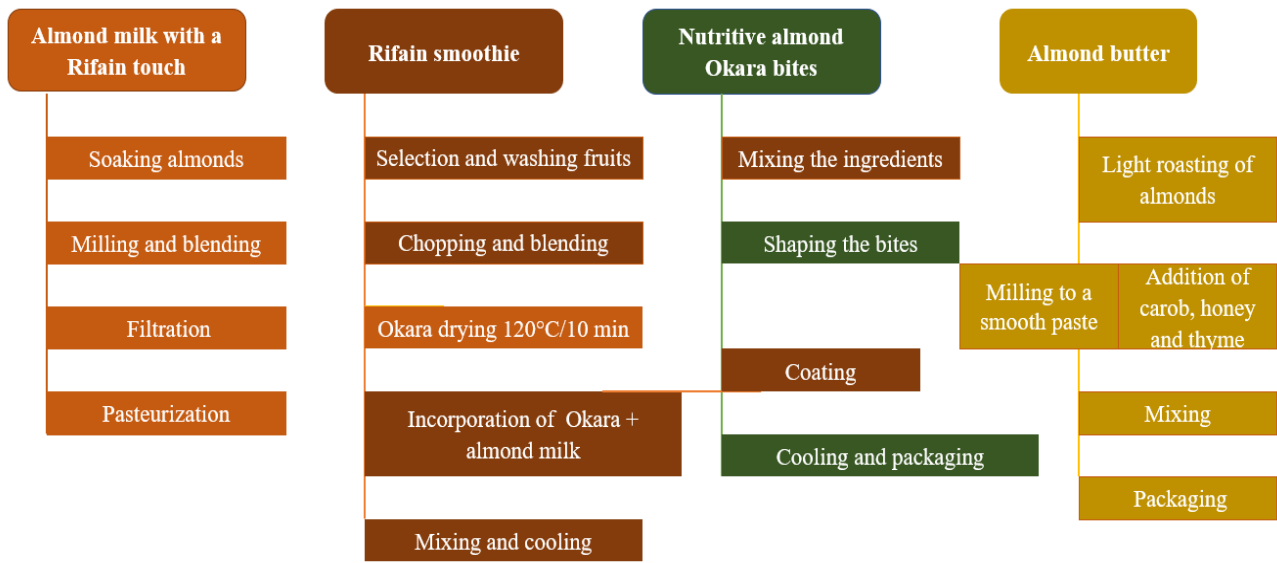 Almond milk with a
Rifain touch
Soaking almonds
Milling and blending
Filtration
Pasteurization
Rifain smoothie
Selection and washing fruits
Chopping and blending
Okara drying 120°C/10 min
Incorporation of Okara +
almond milk
Mixing and cooling
Nutritive almond
Okara bites
Mixing the ingredients
Shaping the bites
Coating
Cooling and packaging
Almond butter
Light roasting of
almonds
Milling to a
smooth paste
Addition of
carob, honey
and thyme
Mixing
Packaging